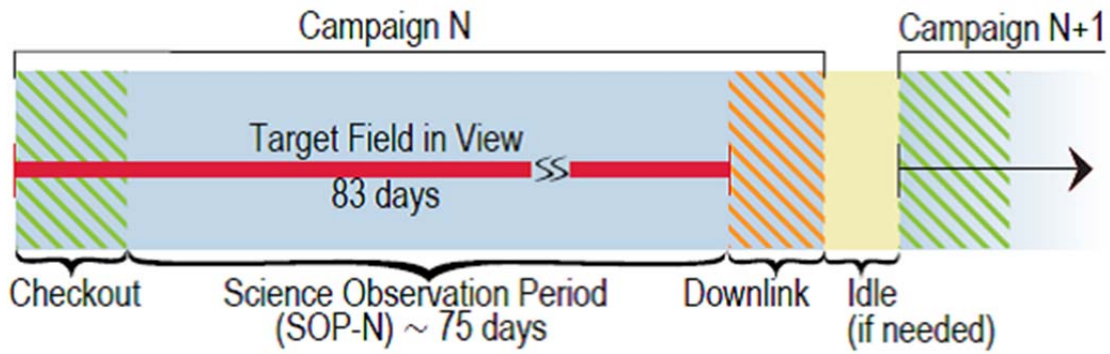 Campaign N
Campaign N+1
Target Field in View
83 days
Checkout
Science Observation Period
(SOP-N) ~ 75 days
Downlink
Idle
(if needed)